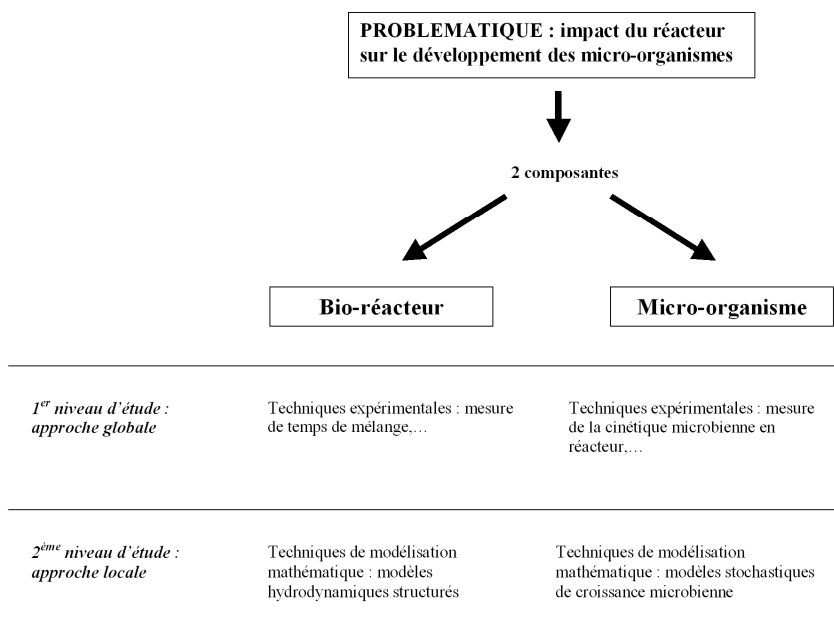 PROBLEMATIQUE : impact du réacteur
sur le développement des micro-organismes
2 composantes
Bio-réacteur
Micro-organisme
1er niveau d’étude :
approche globale
Techniques expérimentales : mesure
de temps de mélange,…
Techniques expérimentales : mesure
de la cinétique microbienne en
réacteur,…
2ème niveau d’étude :
approche locale
Techniques de modélisation
mathématique : modèles
hydrodynamiques structurés
Techniques de modélisation
mathématique : modèles stochastiques
de croissance microbienne